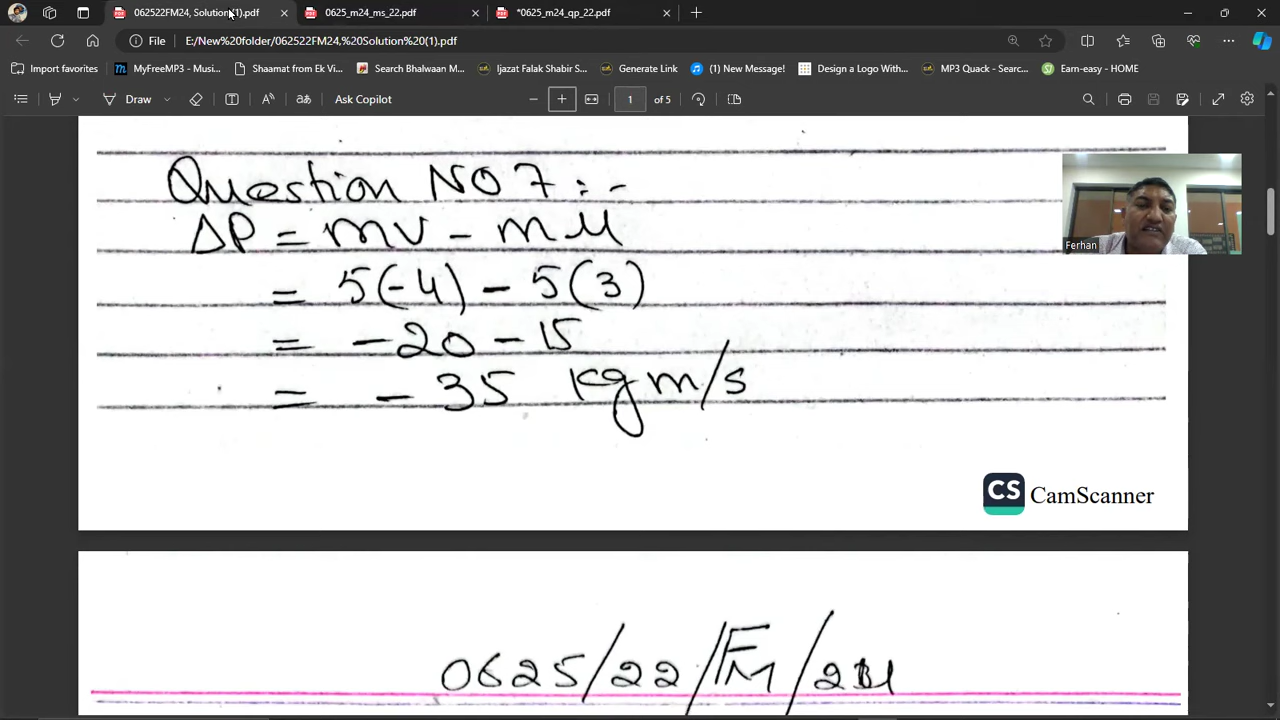 062522FM24, Solution (1).pdf
0625_m24_ms_22.pdf
*0625_m24_qp_22.pdf
File
E:/New%20folder/062522FM24,%20Solution%20(1).pdf
Import favorites
MyFreeMP3 - Musi...
Shaamat from Ek Vi...
Search Bhalwaan M...
Ijazat Falak Shabir S...
Generate Link
(1) New Message!
Design a Logo With...
MP3 Quack - Searc...
Earn-easy - HOME
Draw
Ask Copilot
1 of 5
Question NO 7 :-
ΔP = mv - mu
= 5(-4) - 5(3)
= -20 - 15
= -35 kg m/s
Ferhan
CS CamScanner
0625/22/FM/